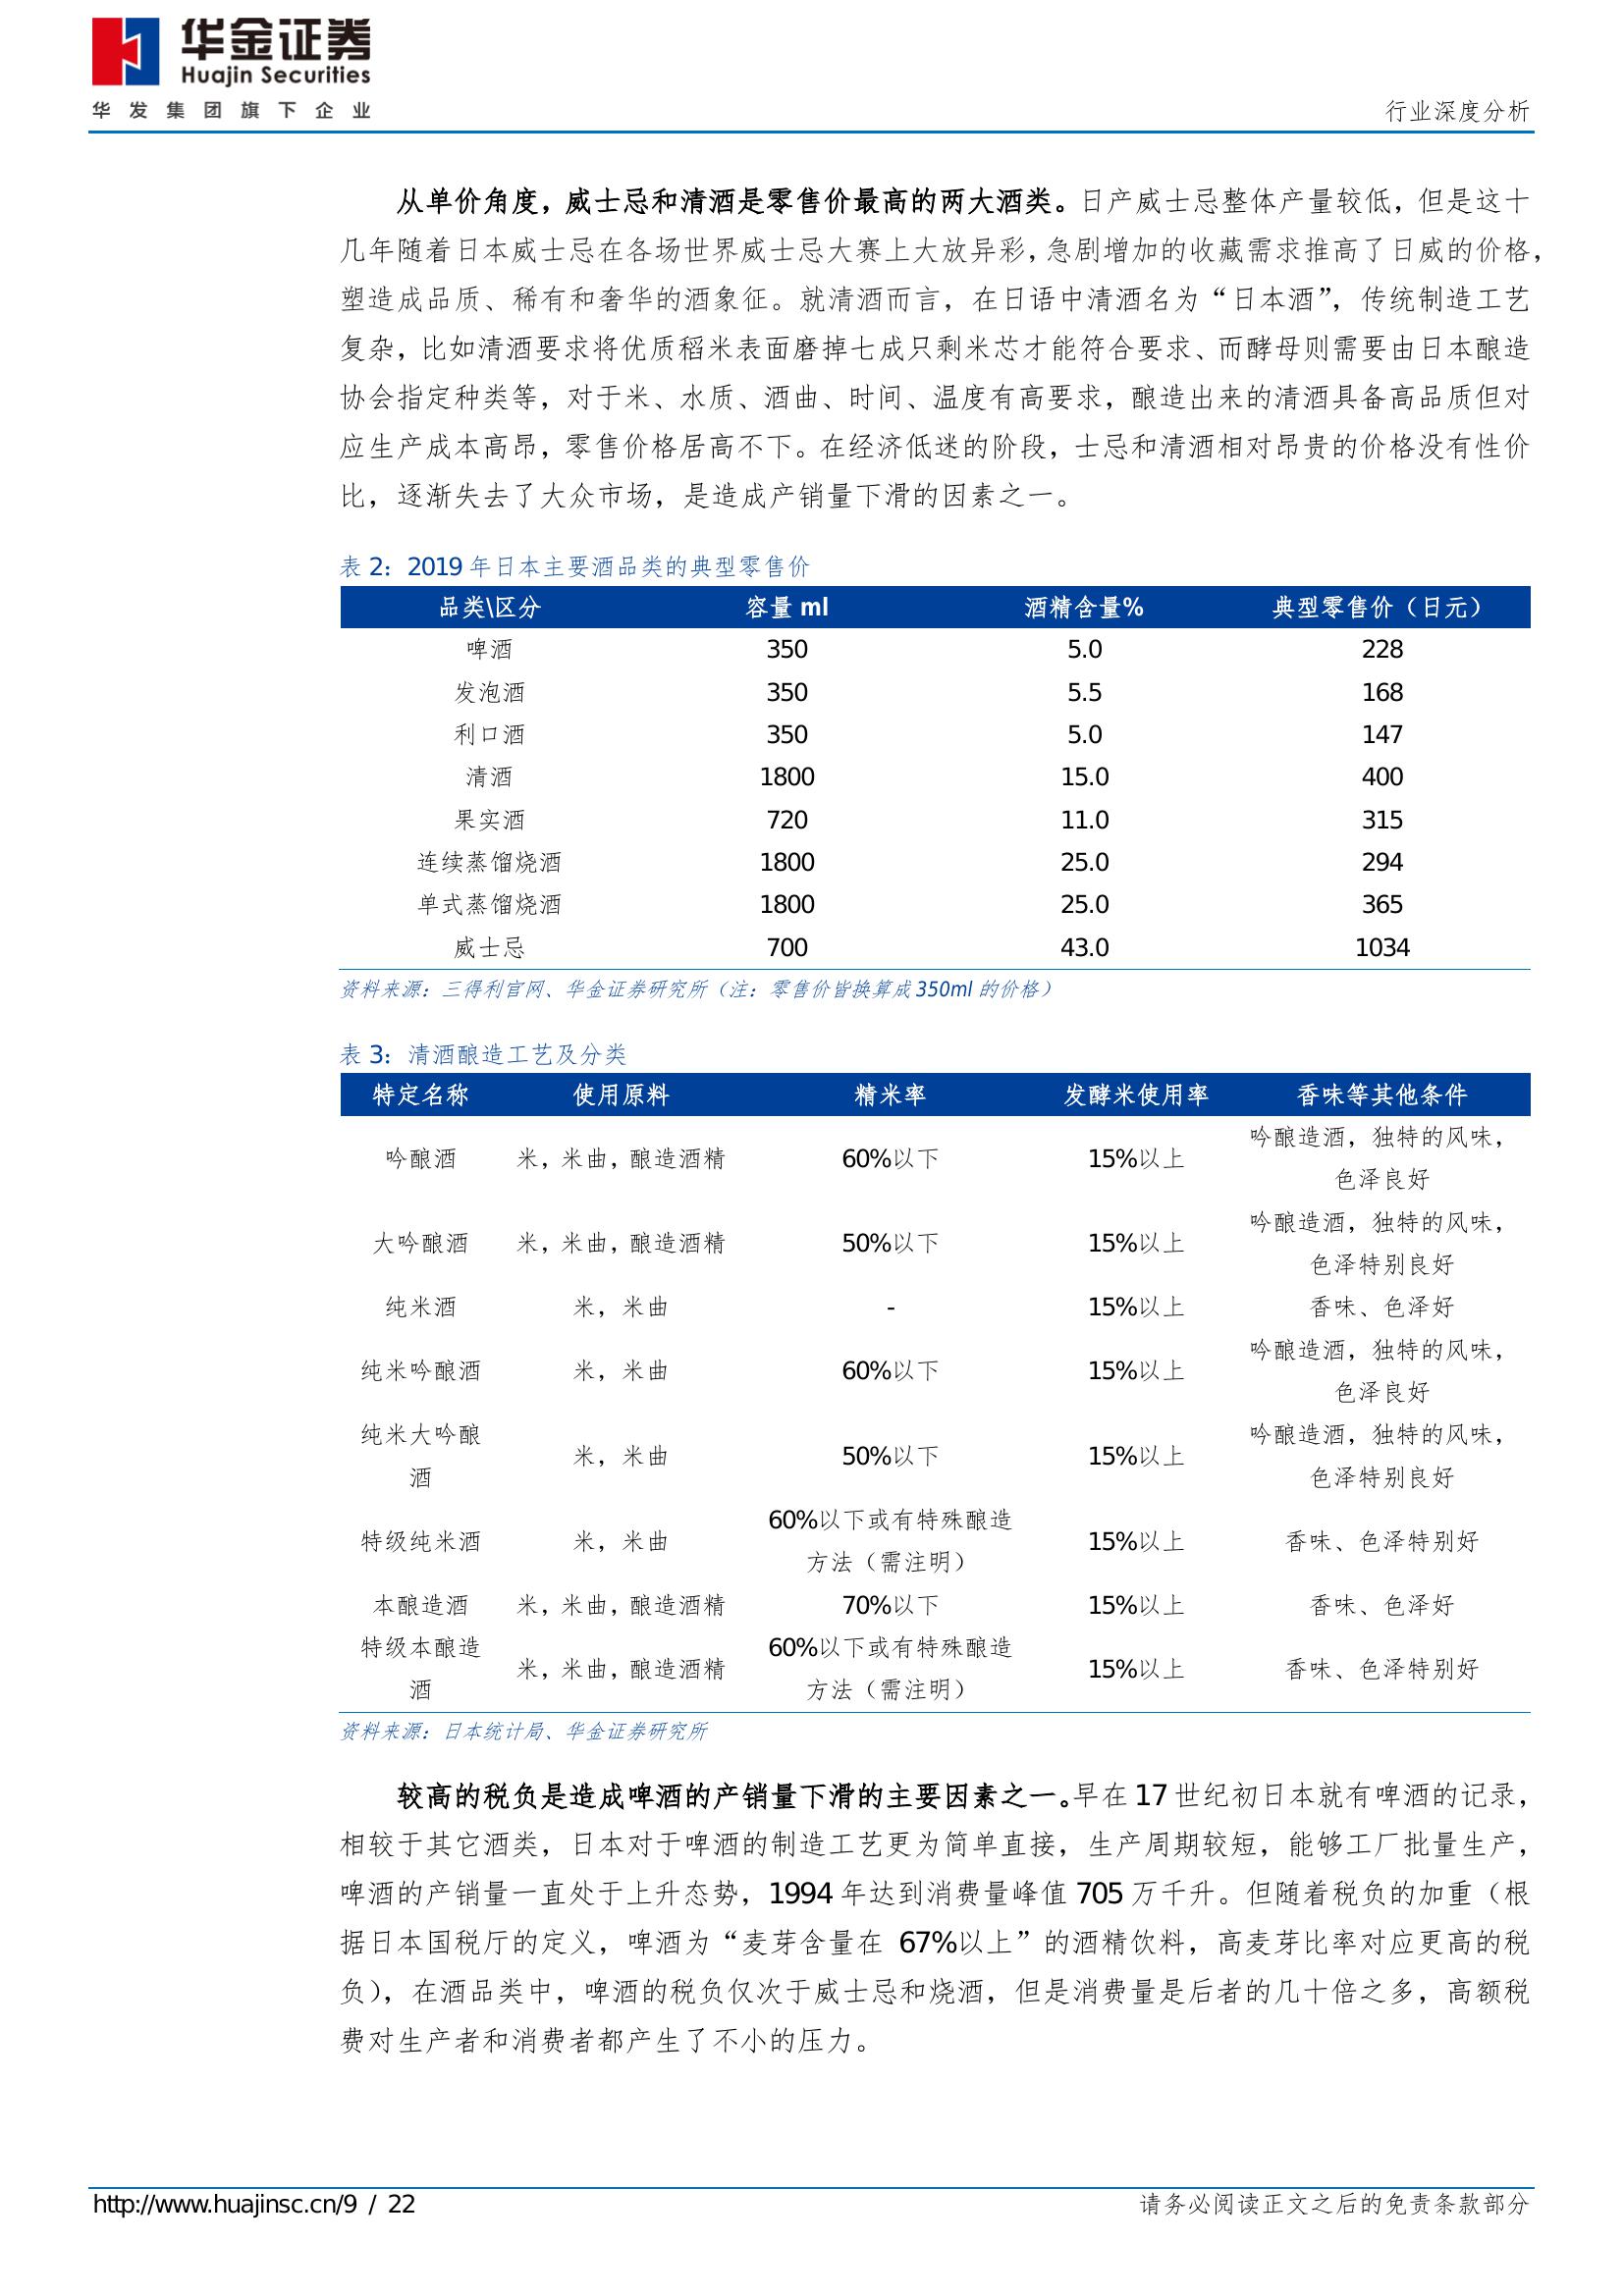 华金证券
Huajin Securities
华发集团旗下企业
行业深度分析
从单价角度，威士忌和清酒是零售价最高的两大酒类。日产威士忌整体产量较低，但是这十
几年随着日本威士忌在各场世界威士忌大赛上大放异彩，急剧增加的收藏需求推高了日威的价格，
塑造成品质、稀有和奢华的酒象征。就清酒而言，在日语中清酒名为“日本酒”，传统制造工艺
复杂，比如清酒要求将优质稻米表面磨掉七成只剩米芯才能符合要求、而酵母则需要由日本酿造
协会指定种类等，对于米、水质、酒曲、时间、温度有高要求，酿造出来的清酒具备高品质但对
应生产成本高昂，零售价格居高不下。在经济低迷的阶段，士忌和清酒相对昂贵的价格没有性价
比，逐渐失去了大众市场，是造成产销量下滑的因素之一。
表 2：2019 年日本主要酒品类的典型零售价
品类\区分 容量 ml 酒精含量% 典型零售价（日元）
啤酒 350 5.0 228
发泡酒 350 5.5 168
利口酒 350 5.0 147
清酒 1800 15.0 400
果实酒 720 11.0 315
连续蒸馏烧酒 1800 25.0 294
单式蒸馏烧酒 1800 25.0 365
威士忌 700 43.0 1034
资料来源：三得利官网、华金证券研究所（注：零售价皆换算成 350ml 的价格）
表 3：清酒酿造工艺及分类
特定名称 使用原料 精米率 发酵米使用率 香味等其他条件
吟酿酒 米，米曲，酿造酒精 60%以下 15%以上 吟酿造酒，独特的风味，
色泽良好
大吟酿酒 米，米曲，酿造酒精 50%以下 15%以上 吟酿造酒，独特的风味，
色泽特别良好
纯米酒 米，米曲 - 15%以上 香味、色泽好
纯米吟酿酒 米，米曲 60%以下 15%以上 吟酿造酒，独特的风味，
色泽良好
纯米大吟酿
酒 米，米曲 50%以下 15%以上 吟酿造酒，独特的风味，
色泽特别良好
特级纯米酒 米，米曲 60%以下或有特殊酿造
方法（需注明） 15%以上 香味、色泽特别好
本酿造酒 米，米曲，酿造酒精 70%以下 15%以上 香味、色泽好
特级本酿造
酒 米，米曲，酿造酒精 60%以下或有特殊酿造
方法（需注明） 15%以上 香味、色泽特别好
资料来源：日本统计局、华金证券研究所
较高的税负是造成啤酒的产销量下滑的主要因素之一。早在 17 世纪初日本就有啤酒的记录，
相较于其它酒类，日本对于啤酒的制造工艺更为简单直接，生产周期较短，能够工厂批量生产，
啤酒的产销量一直处于上升态势，1994 年达到消费量峰值 705 万千升。但随着税负的加重（根
据日本国税厅的定义，啤酒为“麦芽含量在 67%以上”的酒精饮料，高麦芽比率对应更高的税
负），在酒品类中，啤酒的税负仅次于威士忌和烧酒，但是消费量是后者的几十倍之多，高额税
费对生产者和消费者都产生了不小的压力。
http://www.huajinsc.cn/9 / 22
请务必阅读正文之后的免责条款部分